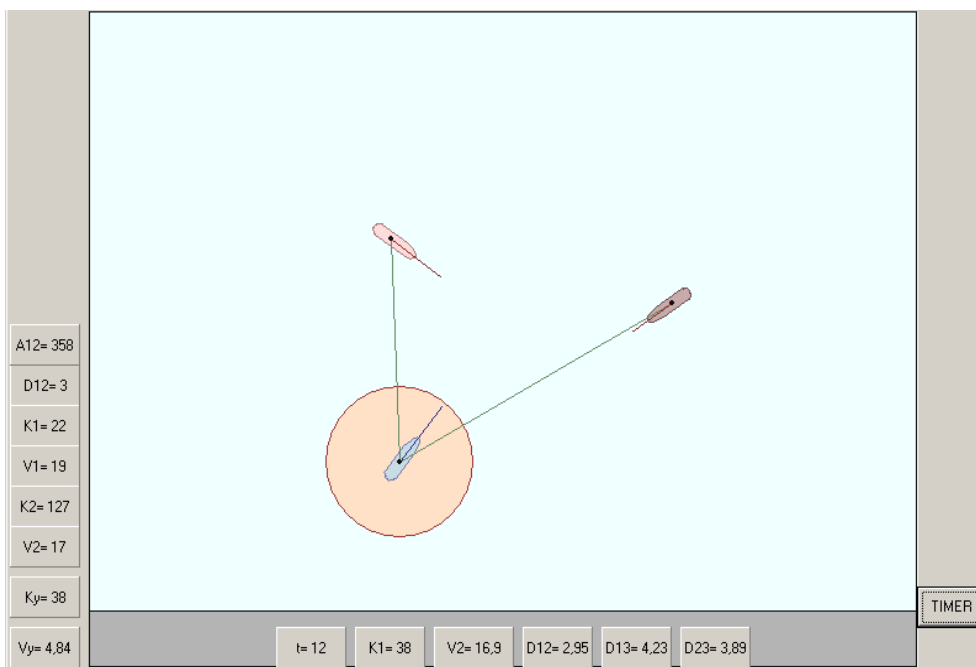 A12= 358
D12= 3
K1= 22
V1= 19
K2= 127
V2= 17
Ky= 38
TIMER
Vy= 4,84
t= 12
K1= 38
V2= 16,9
D12= 2,95
D13= 4,23
D23= 3,89